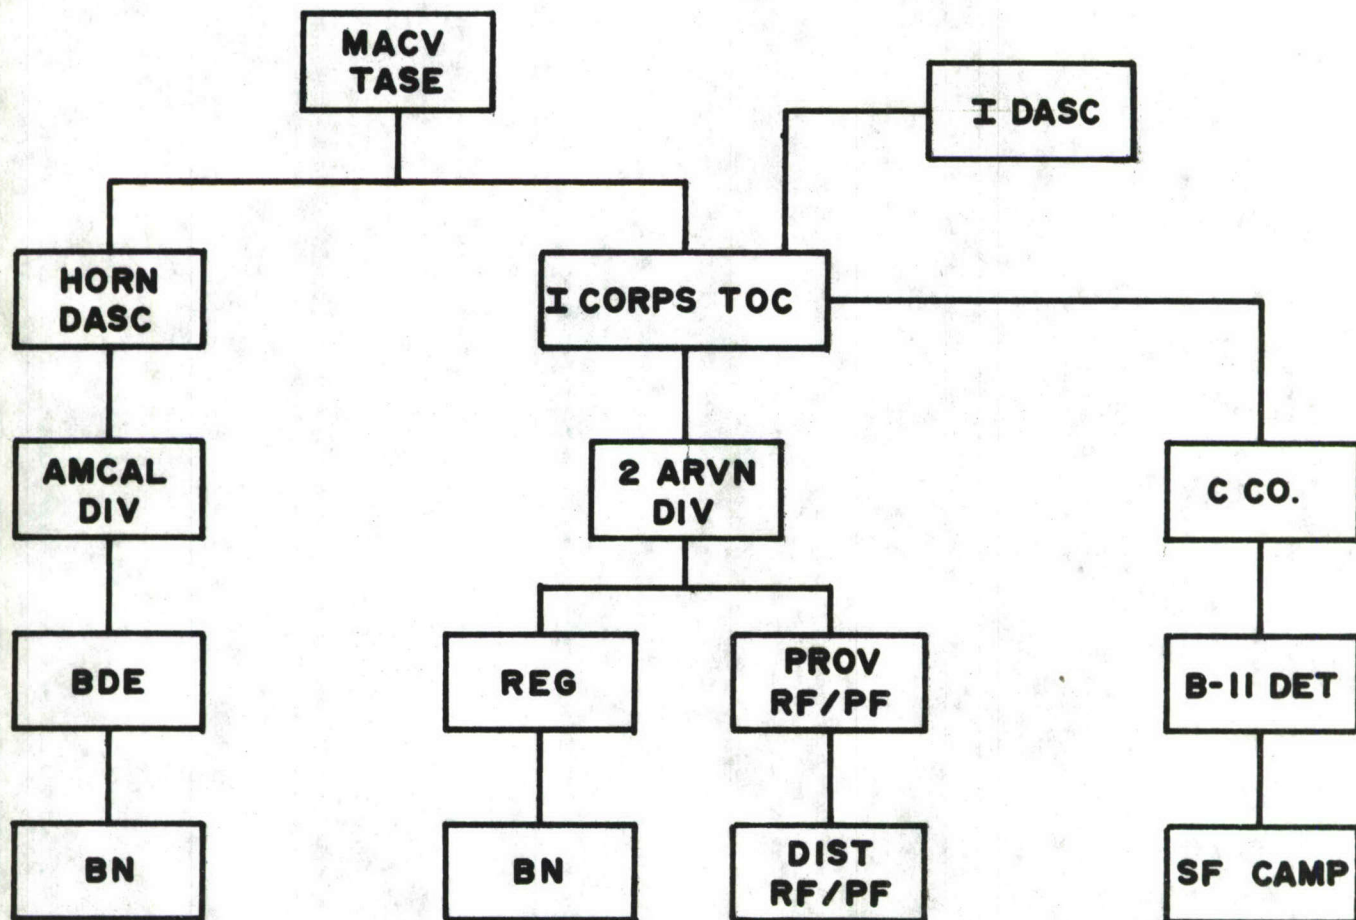 MACV
TASE
I DASC
HORN
DASC
I CORPS TOC
AMCAL
DIV
2 ARVN
DIV
C CO.
BDE
REG
PROV
RF/PF
B-11 DET
BN
BN
DIST
RF/PF
SF CAMP